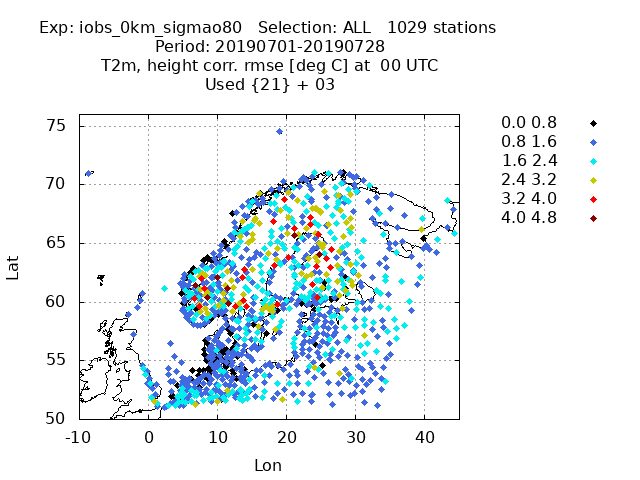 Exp: iobs_0km_sigmao80   Selection: ALL   1029 stations
Period: 20190701-20190728
T2m, height corr. rmse [deg C] at  00 UTC
Used {21} + 03
75
70
65
60
55
50
Lat
-10 0 10 20 30 40
Lon
0.0 0.8
0.8 1.6
1.6 2.4
2.4 3.2
3.2 4.0
4.0 4.8